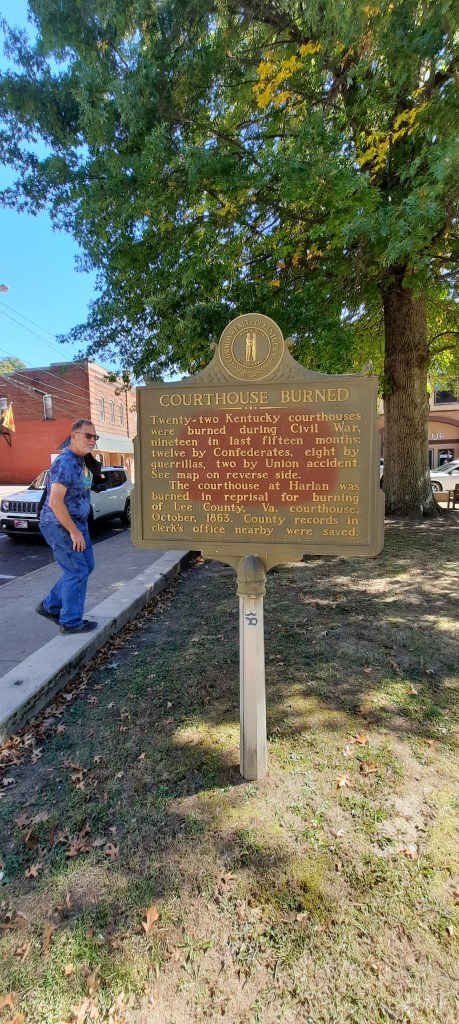 COURTHOUSE BURNED
Twenty-two Kentucky courthouses
were burned during Civil War,
nineteen in last fifteen months:
twelve by Confederates, eight by
guerrillas, two by Union accident.
See map on reverse side.
The courthouse at Harlan was
burned in reprisal for burning
of Lee County, Va. courthouse,
October, 1863. County records in
clerk's office nearby were saved.